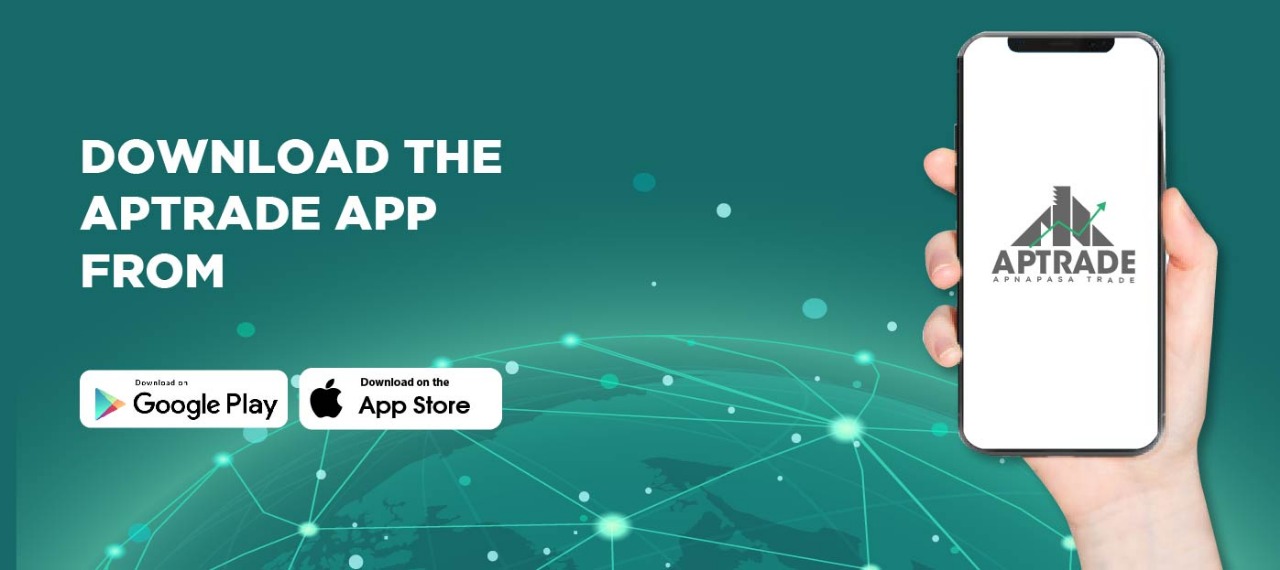 DOWNLOAD THE
APTRADE APP
FROM
Download on
Google Play
Download on the
App Store
APTRADE
APNAPASA TRADE